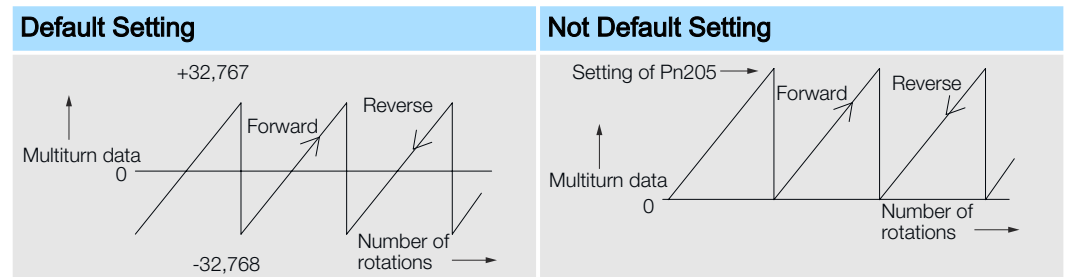 Default Setting
+32,767
Reverse
Forward
Multiturn data
0
Number of
rotations
-32,768
Not Default Setting
Setting of Pn205
Forward
Reverse
Multiturn data
0
Number of
rotations